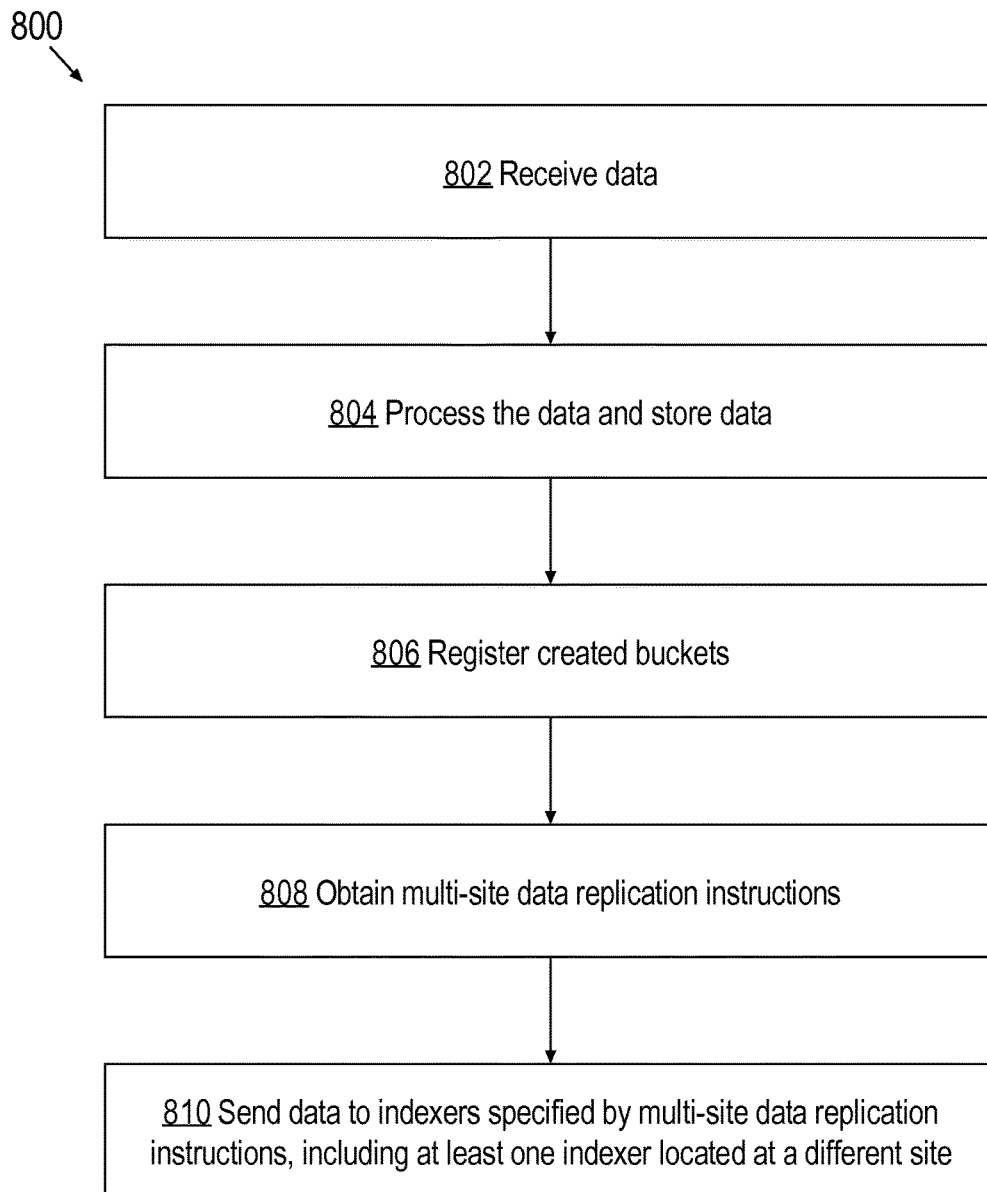 800
802 Receive data
804 Process the data and store data
806 Register created buckets
808 Obtain multi-site data replication instructions
810 Send data to indexers specified by multi-site data replication
instructions, including at least one indexer located at a different site